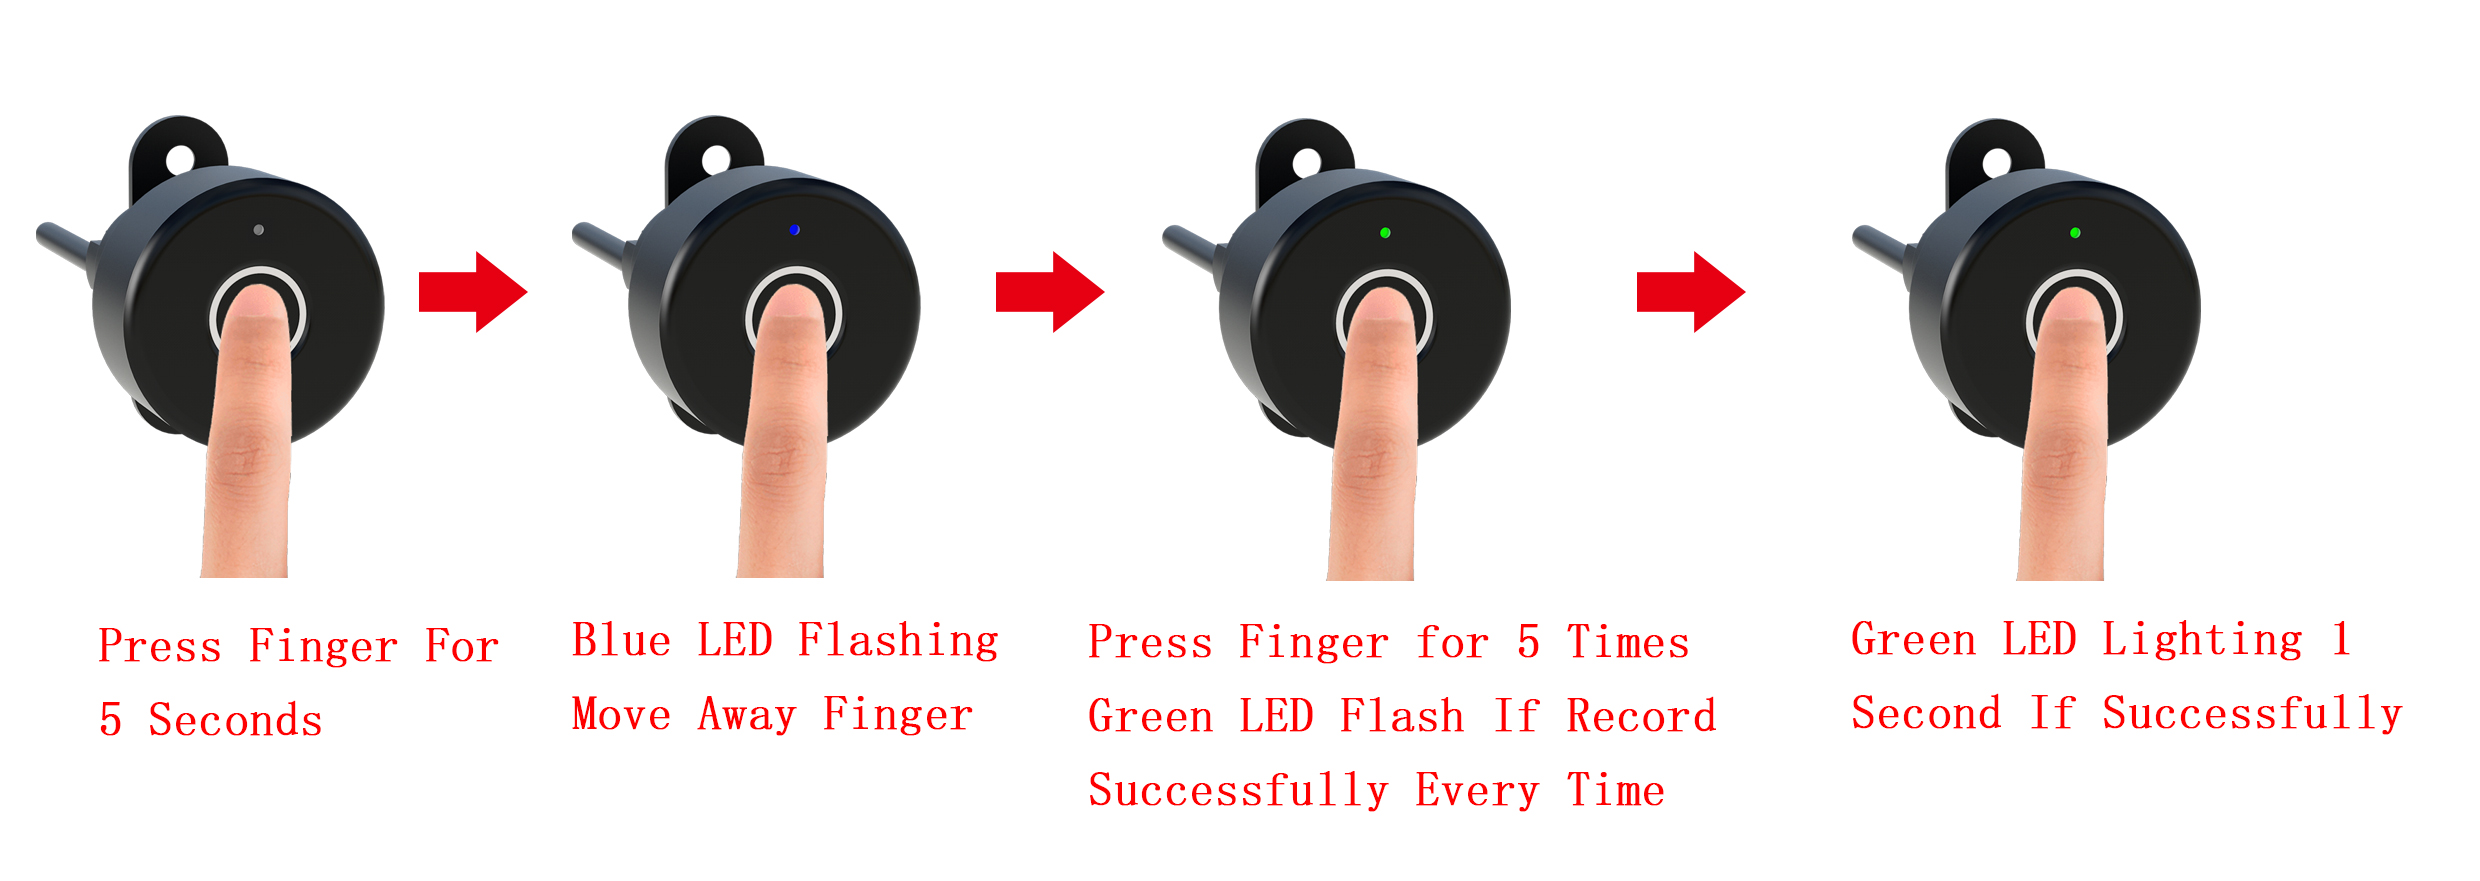 Press Finger For
5 Seconds
Blue LED Flashing
Move Away Finger
Press Finger for 5 Times
Green LED Flash If Record
Successfully Every Time
Green LED Lighting 1
Second If Successfully